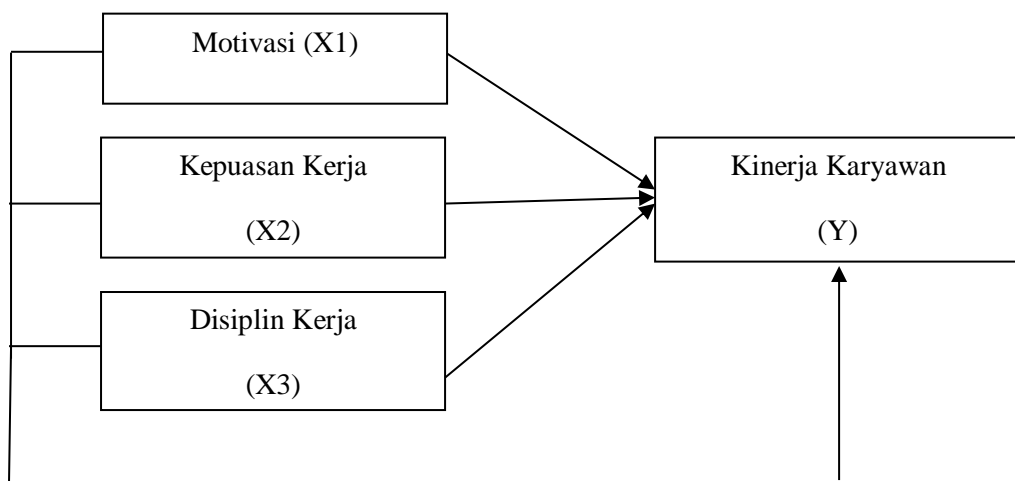 Motivasi (X1)
Kepuasan Kerja
(X2)
Disiplin Kerja
(X3)
Kinerja Karyawan
(Y)